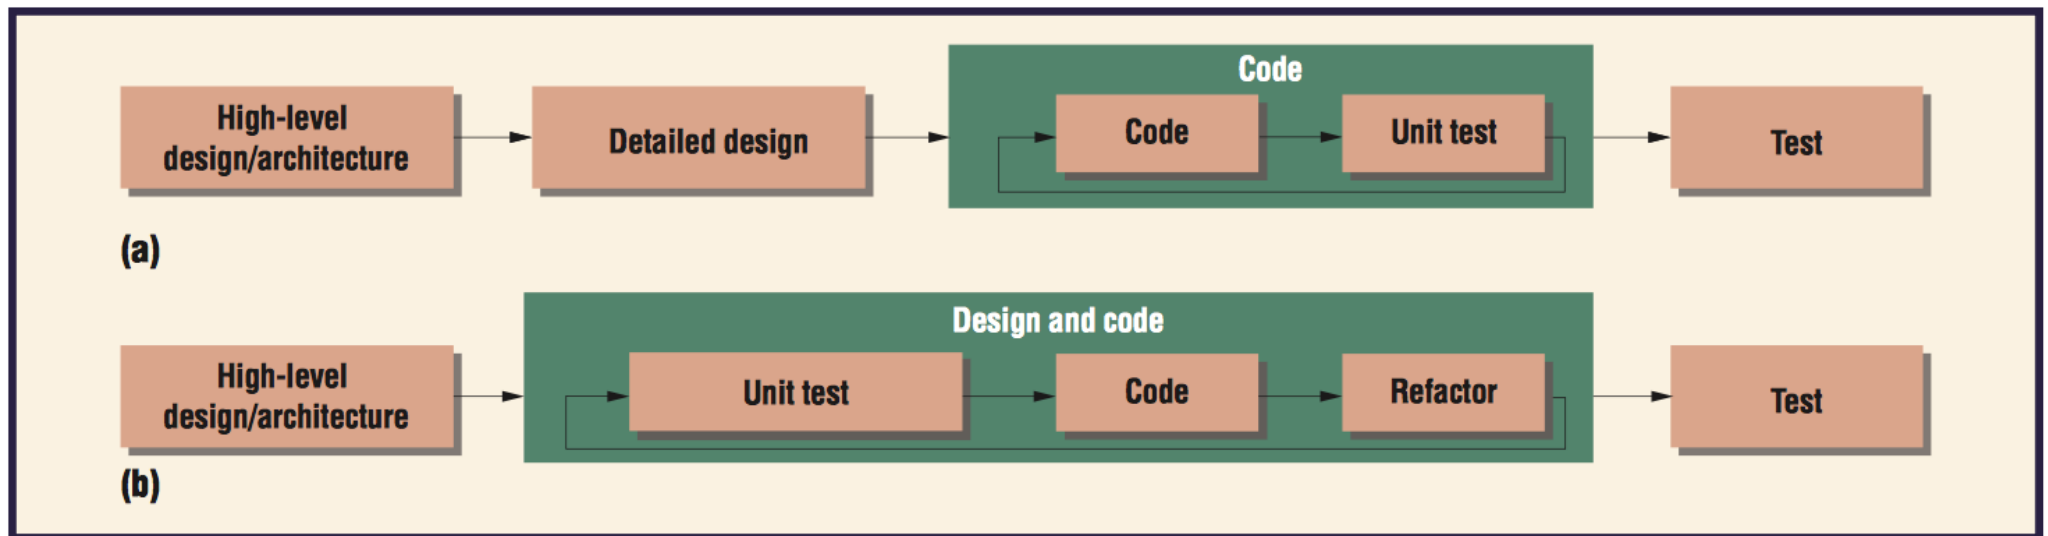 Code
High-level
design/architecture
Detailed design
Code
Unit test
Test
(a)
Design and code
High-level
design/architecture
Unit test
Code
Refactor
Test
(b)